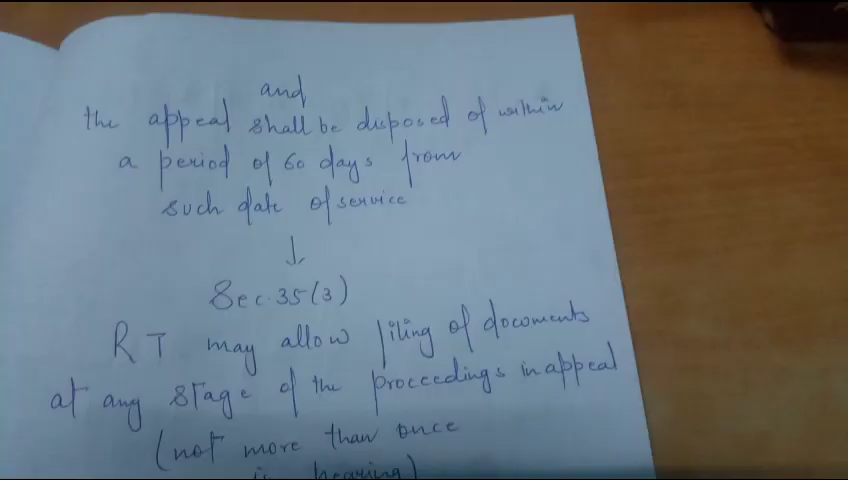 and
the appeal shall be disposed of within
a period of 60 days from
such date of service
↓
Sec.35(3)
RT may allow filing of documents
at any stage of the proceedings in appeal
(not more than once
in hearing)